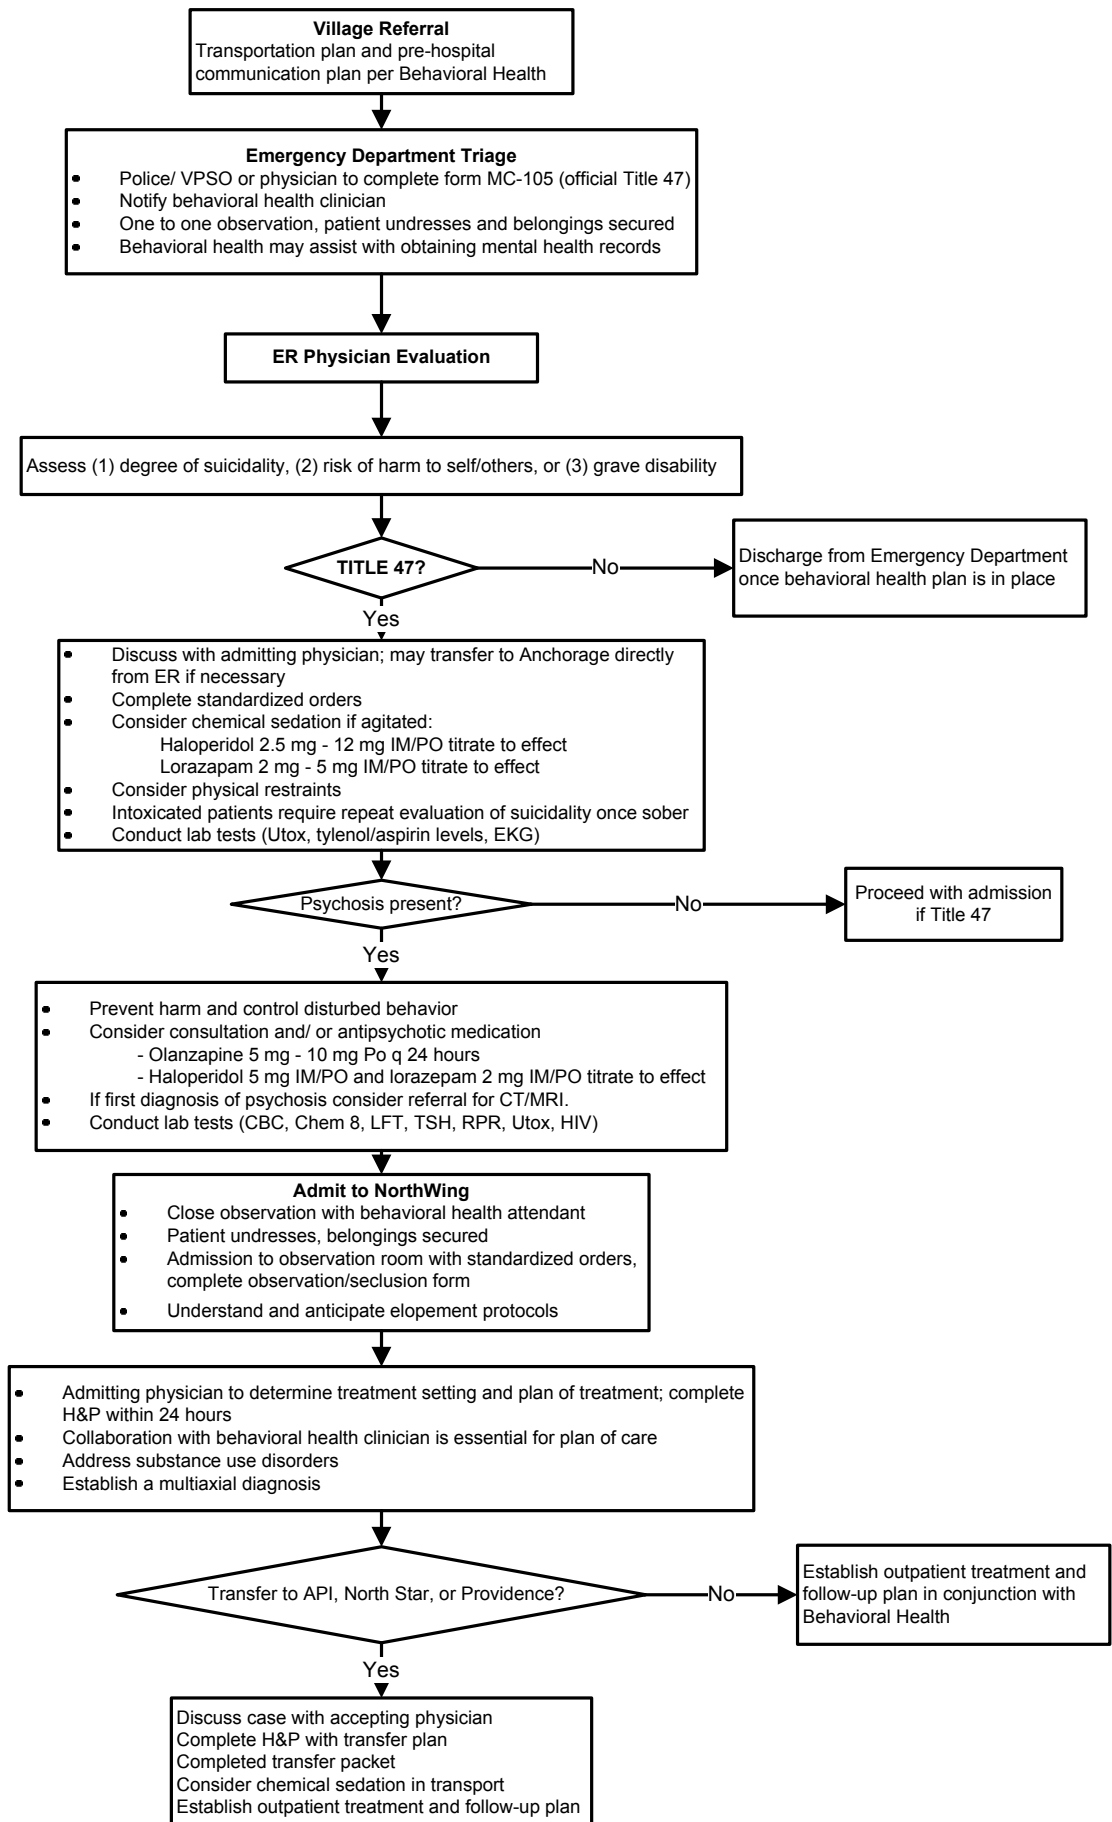 Village Referral
Transportation plan and pre-hospital
communication plan per Behavioral Health
Emergency Department Triage
• Police/ VPSO or physician to complete form MC-105 (official Title 47)
• Notify behavioral health clinician
• One to one observation, patient undresses and belongings secured
• Behavioral health may assist with obtaining mental health records
ER Physician Evaluation
Assess (1) degree of suicidality, (2) risk of harm to self/others, or (3) grave disability
TITLE 47?
No
Discharge from Emergency Department
once behavioral health plan is in place
Yes
• Discuss with admitting physician; may transfer to Anchorage directly
from ER if necessary
• Complete standardized orders
• Consider chemical sedation if agitated:
Haloperidol 2.5 mg - 12 mg IM/PO titrate to effect
Lorazapam 2 mg - 5 mg IM/PO titrate to effect
• Consider physical restraints
• Intoxicated patients require repeat evaluation of suicidality once sober
• Conduct lab tests (Utox, tylenol/aspirin levels, EKG)
Psychosis present?
No
Proceed with admission
if Title 47
Yes
• Prevent harm and control disturbed behavior
• Consider consultation and/ or antipsychotic medication
- Olanzapine 5 mg - 10 mg Po q 24 hours
- Haloperidol 5 mg IM/PO and lorazepam 2 mg IM/PO titrate to effect
• If first diagnosis of psychosis consider referral for CT/MRI.
• Conduct lab tests (CBC, Chem 8, LFT, TSH, RPR, Utox, HIV)
Admit to NorthWing
• Close observation with behavioral health attendant
• Patient undresses, belongings secured
• Admission to observation room with standardized orders,
complete observation/seclusion form
• Understand and anticipate elopement protocols
• Admitting physician to determine treatment setting and plan of treatment; complete
H&P within 24 hours
• Collaboration with behavioral health clinician is essential for plan of care
• Address substance use disorders
• Establish a multiaxial diagnosis
Transfer to API, North Star, or Providence?
No
Establish outpatient treatment and
follow-up plan in conjunction with
Behavioral Health
Yes
Discuss case with accepting physician
Complete H&P with transfer plan
Completed transfer packet
Consider chemical sedation in transport
Establish outpatient treatment and follow-up plan